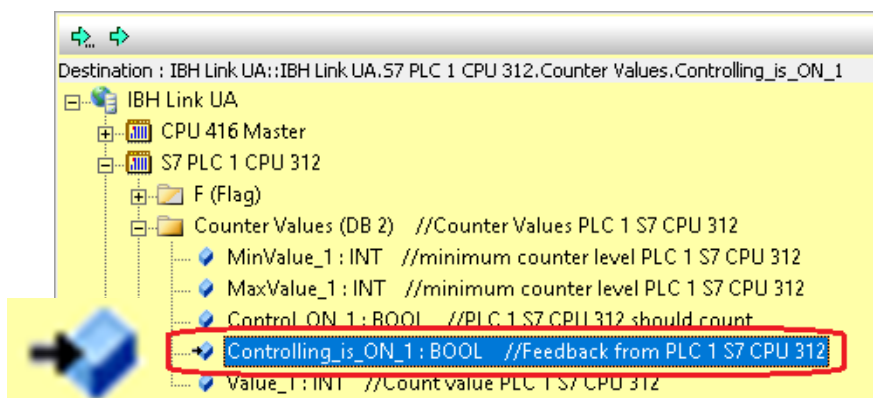 Destination : IBH Link UA::IBH Link UA.S7 PLC 1 CPU 312.Counter Values.Controlling_is_ON_1
IBH Link UA
CPU 416 Master
S7 PLC 1 CPU 312
F (Flag)
Counter Values (DB 2) //Counter Values PLC 1 S7 CPU 312
MinValue_1 : INT //minimum counter level PLC 1 S7 CPU 312
MaxValue_1 : INT //minimum counter level PLC 1 S7 CPU 312
Control_ON_1 : BOOL //PLC 1 S7 CPU 312 should count
Controlling_is_ON_1 : BOOL //Feedback from PLC 1 S7 CPU 312
Value_1 : INT //Count value PLC 1 S7 CPU 312